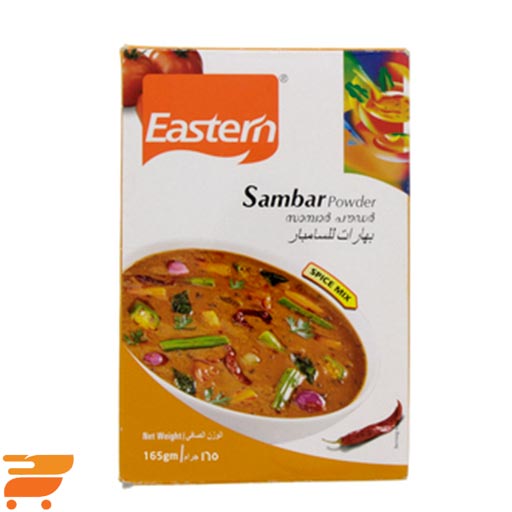 Eastern®
Sambar Powder
സാമ്പാർ പൗഡർ
بهارات للسامبار
SPICE MIX
Net Weight/الوزن الصافي
165gm/١٦٥ جرام